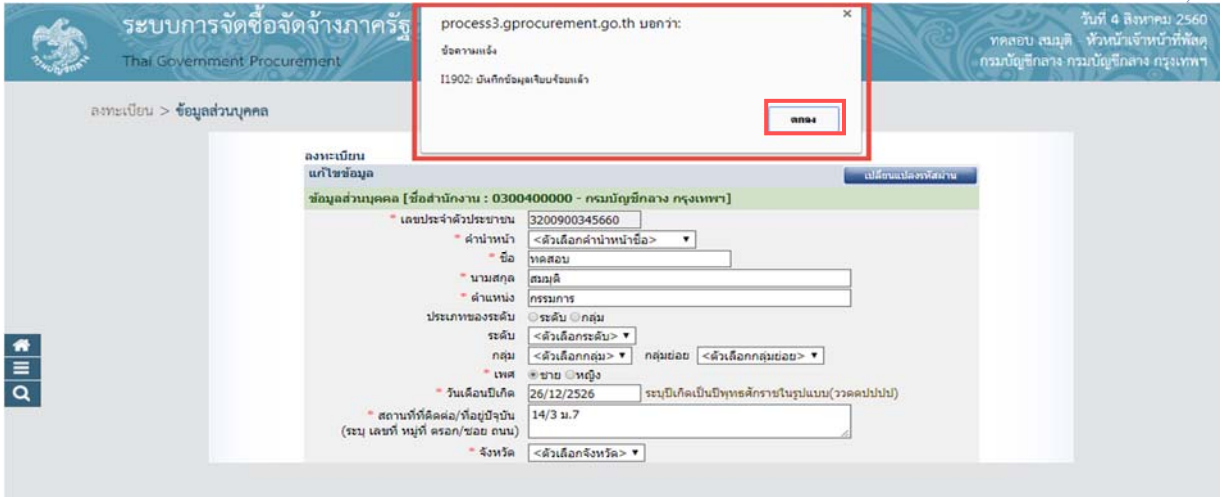 ระบบการจัดซื้อจัดจ้างภาครัฐ
Thai Government Procurement
วันที่ 4 สิงหาคม 2560
ทดสอบ สมมุติ หัวหน้าเจ้าหน้าที่พัสดุ
กรมบัญชีกลาง กรมบัญชีกลาง กรุงเทพฯ
process3.gprocurement.go.th บอกว่า:
×
ข้อความแจ้ง
I1902: บันทึกข้อมูลเรียบร้อยแล้ว
ตกลง
ลงทะเบียน > ข้อมูลส่วนบุคคล
ลงทะเบียน
แก้ไขข้อมูล
เปลี่ยนแปลงรหัสผ่าน
ข้อมูลส่วนบุคคล [ชื่อสำนักงาน : 0300400000 - กรมบัญชีกลาง กรุงเทพฯ]
* เลขประจำตัวประชาชน 3200900345660
* คำนำหน้า <ตัวเลือกคำนำหน้าชื่อ>
* ชื่อ ทดสอบ
* นามสกุล สมมุติ
* ตำแหน่ง กรรมการ
ประเภทของระดับ ระดับ กลุ่ม
ระดับ <ตัวเลือกระดับ>
กลุ่ม <ตัวเลือกกลุ่ม> กลุ่มย่อย <ตัวเลือกกลุ่มย่อย>
* เพศ ชาย หญิง
* วันเดือนปีเกิด 26/12/2526 ระบุปีเกิดเป็นปีพุทธศักราชในรูปแบบ(ววดดปปปป)
* สถานที่ที่ติดต่อ/ที่อยู่ปัจุบัน 14/3 ม.7
(ระบุ เลขที่ หมู่ที่ ตรอก/ซอย ถนน)
* จังหวัด <ตัวเลือกจังหวัด>